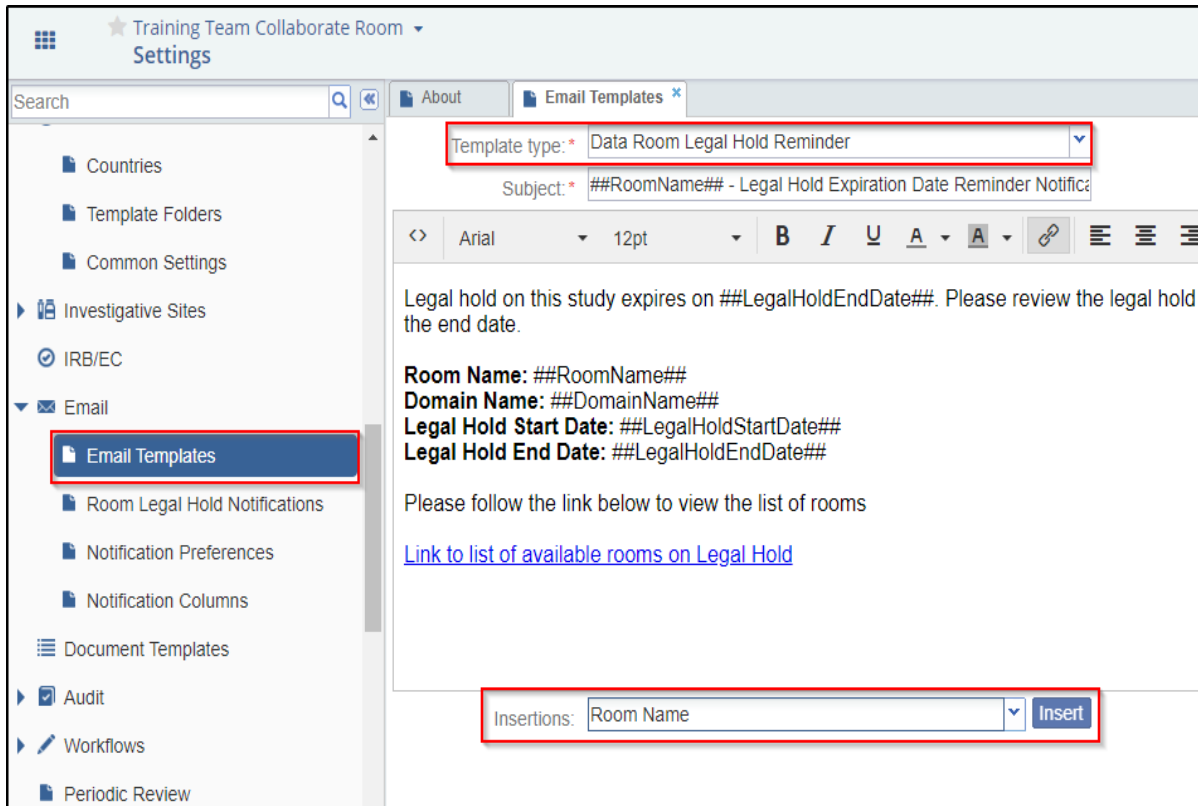 Training Team Collaborate Room
Settings
Search
About
Email Templates
Countries
Template Folders
Common Settings
Investigative Sites
IRB/EC
Email
Email Templates
Room Legal Hold Notifications
Notification Preferences
Notification Columns
Document Templates
Audit
Workflows
Periodic Review
Template type:* Data Room Legal Hold Reminder
Subject:* ##RoomName## - Legal Hold Expiration Date Reminder Notifica
Arial 12pt B I U A A
Legal hold on this study expires on ##LegalHoldEndDate##. Please review the legal hold
the end date.
Room Name: ##RoomName##
Domain Name: ##DomainName##
Legal Hold Start Date: ##LegalHoldStartDate##
Legal Hold End Date: ##LegalHoldEndDate##
Please follow the link below to view the list of rooms
Link to list of available rooms on Legal Hold
Insertions: Room Name Insert